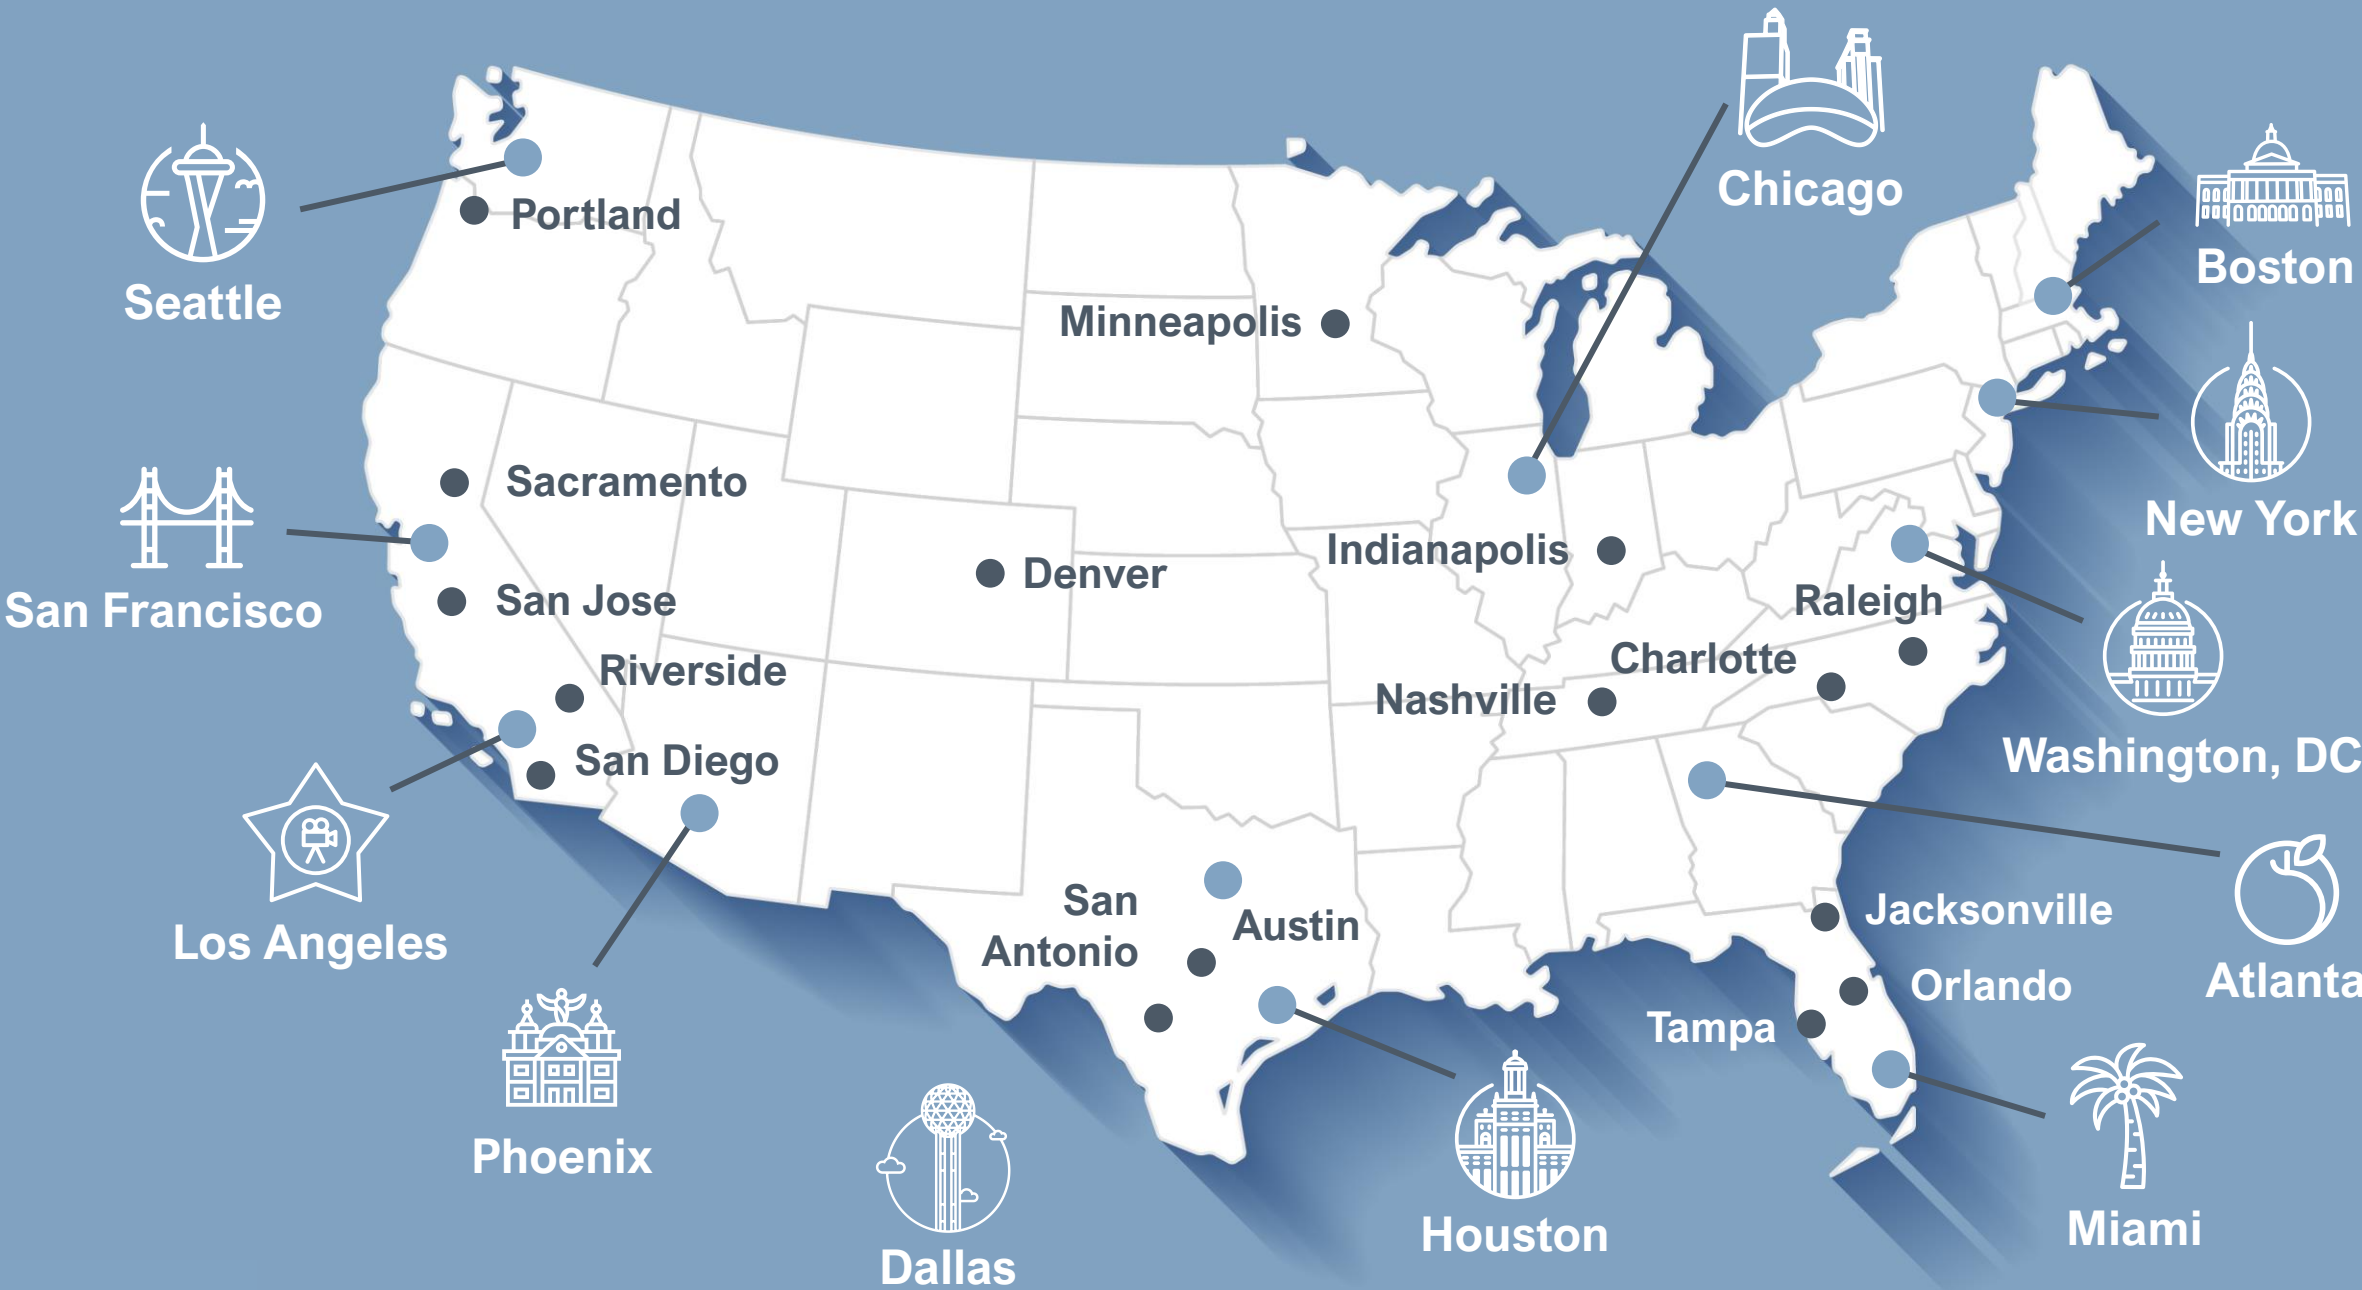 Chicago
Seattle
Portland
Boston
Minneapolis
New York
Sacramento
San Francisco
San Jose
Denver
Indianapolis
Raleigh
Riverside
Charlotte
Nashville
Washington, DC
San Diego
Los Angeles
San
Antonio
Austin
Jacksonville
Orlando
Atlanta
Tampa
Phoenix
Dallas
Houston
Miami